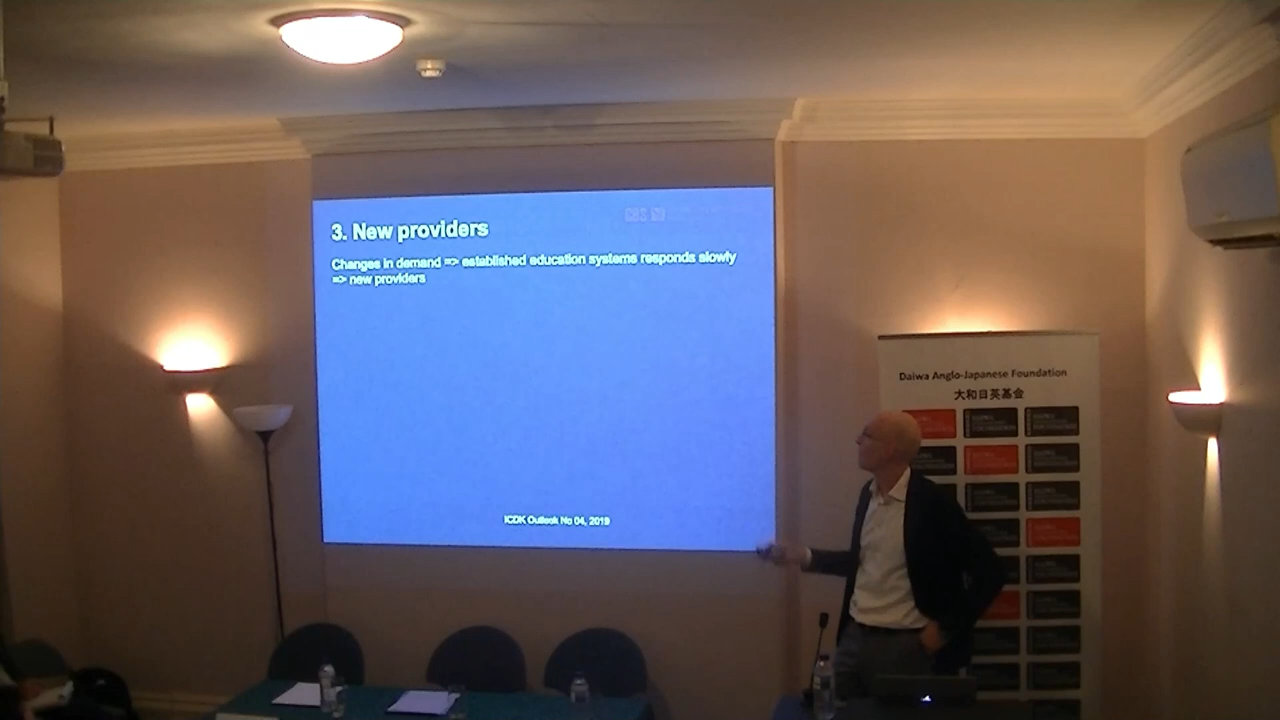 CBS
3. New providers
Changes in demand => established education systems responds slowly
=> new providers
ICDK Outlook No 04, 2019
Daiwa Anglo-Japanese Foundation
大和日英基金